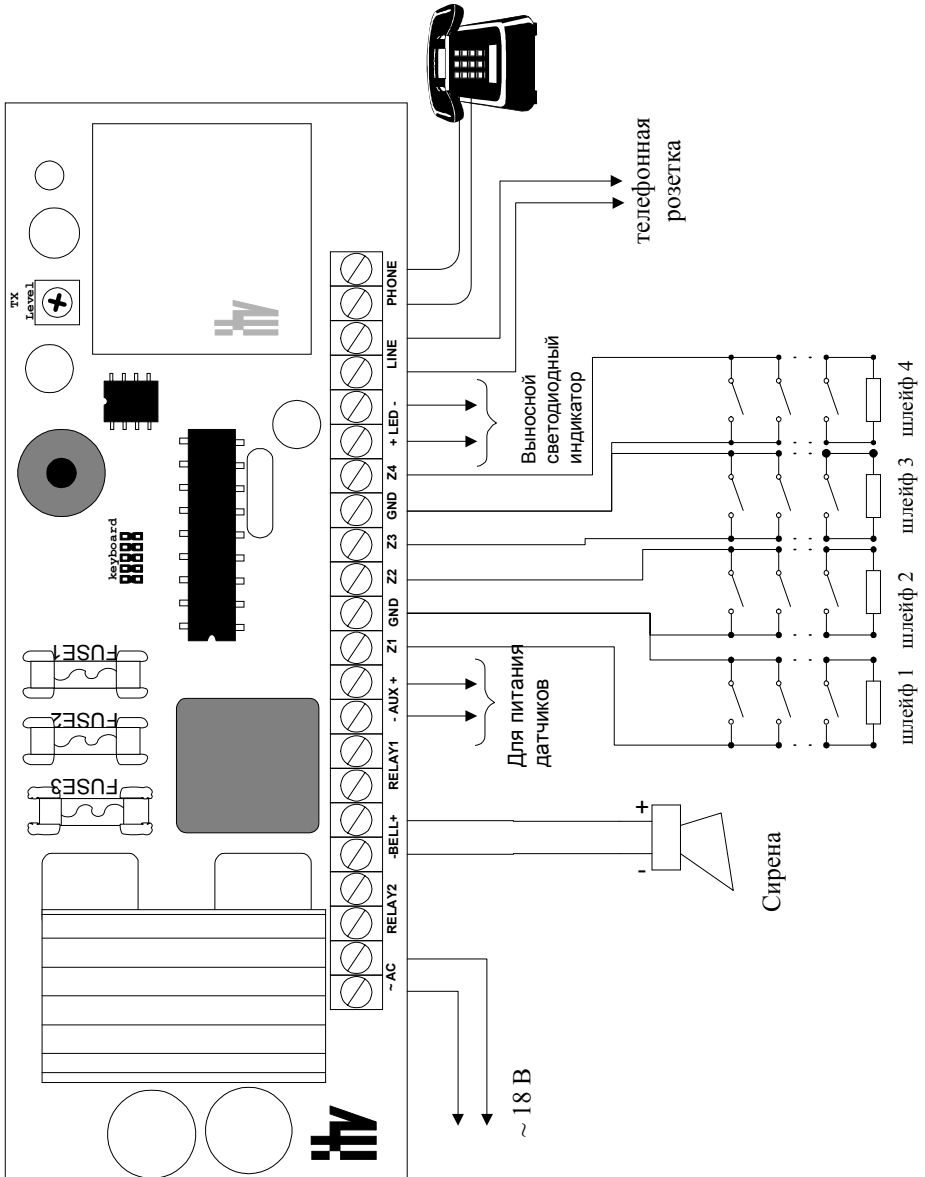 TX
Level
keyboard
FUSE1
FUSE2
FUSE3
PHONE
LINE
+ LED -
Z4
GND
Z3
Z2
GND
Z1
- AUX +
RELAY1
-BELL+
RELAY2
~ AC
телефонная
розетка
Выносной
светодиодный
индикатор
Для питания
датчиков
шлейф 4
шлейф 3
шлейф 2
шлейф 1
+
-
Сирена
~ 18 В
itv
itv